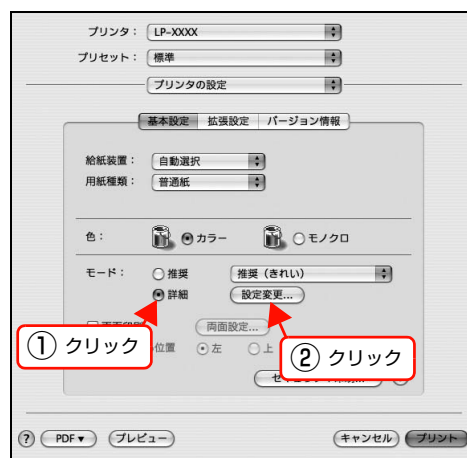 プリンタ： LP-XXXX
プリセット： 標準
プリンタの設定
基本設定 拡張設定 バージョン情報
給紙装置： 自動選択
用紙種類： 普通紙
色： カラー モノクロ
モード： 推奨 推奨（きれい）
詳細 設定変更...
両面設定...
① クリック
位置 左 上
② クリック
? PDF▼ プレビュー キャンセル プリント